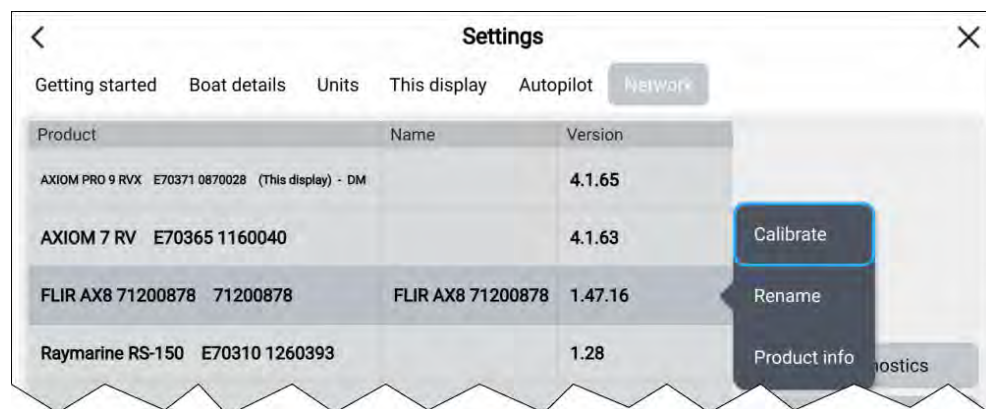 Settings
Getting started Boat details Units This display Autopilot Network
Product Name Version
AXIOM PRO 9 RVX E70371 0870028 (This display) - DM 4.1.65
AXIOM 7 RV E70365 1160040 4.1.63
Calibrate
FLIR AX8 71200878 71200878 FLIR AX8 71200878 1.47.16
Rename
Raymarine RS-150 E70310 1260393 1.28
Product info
nostics